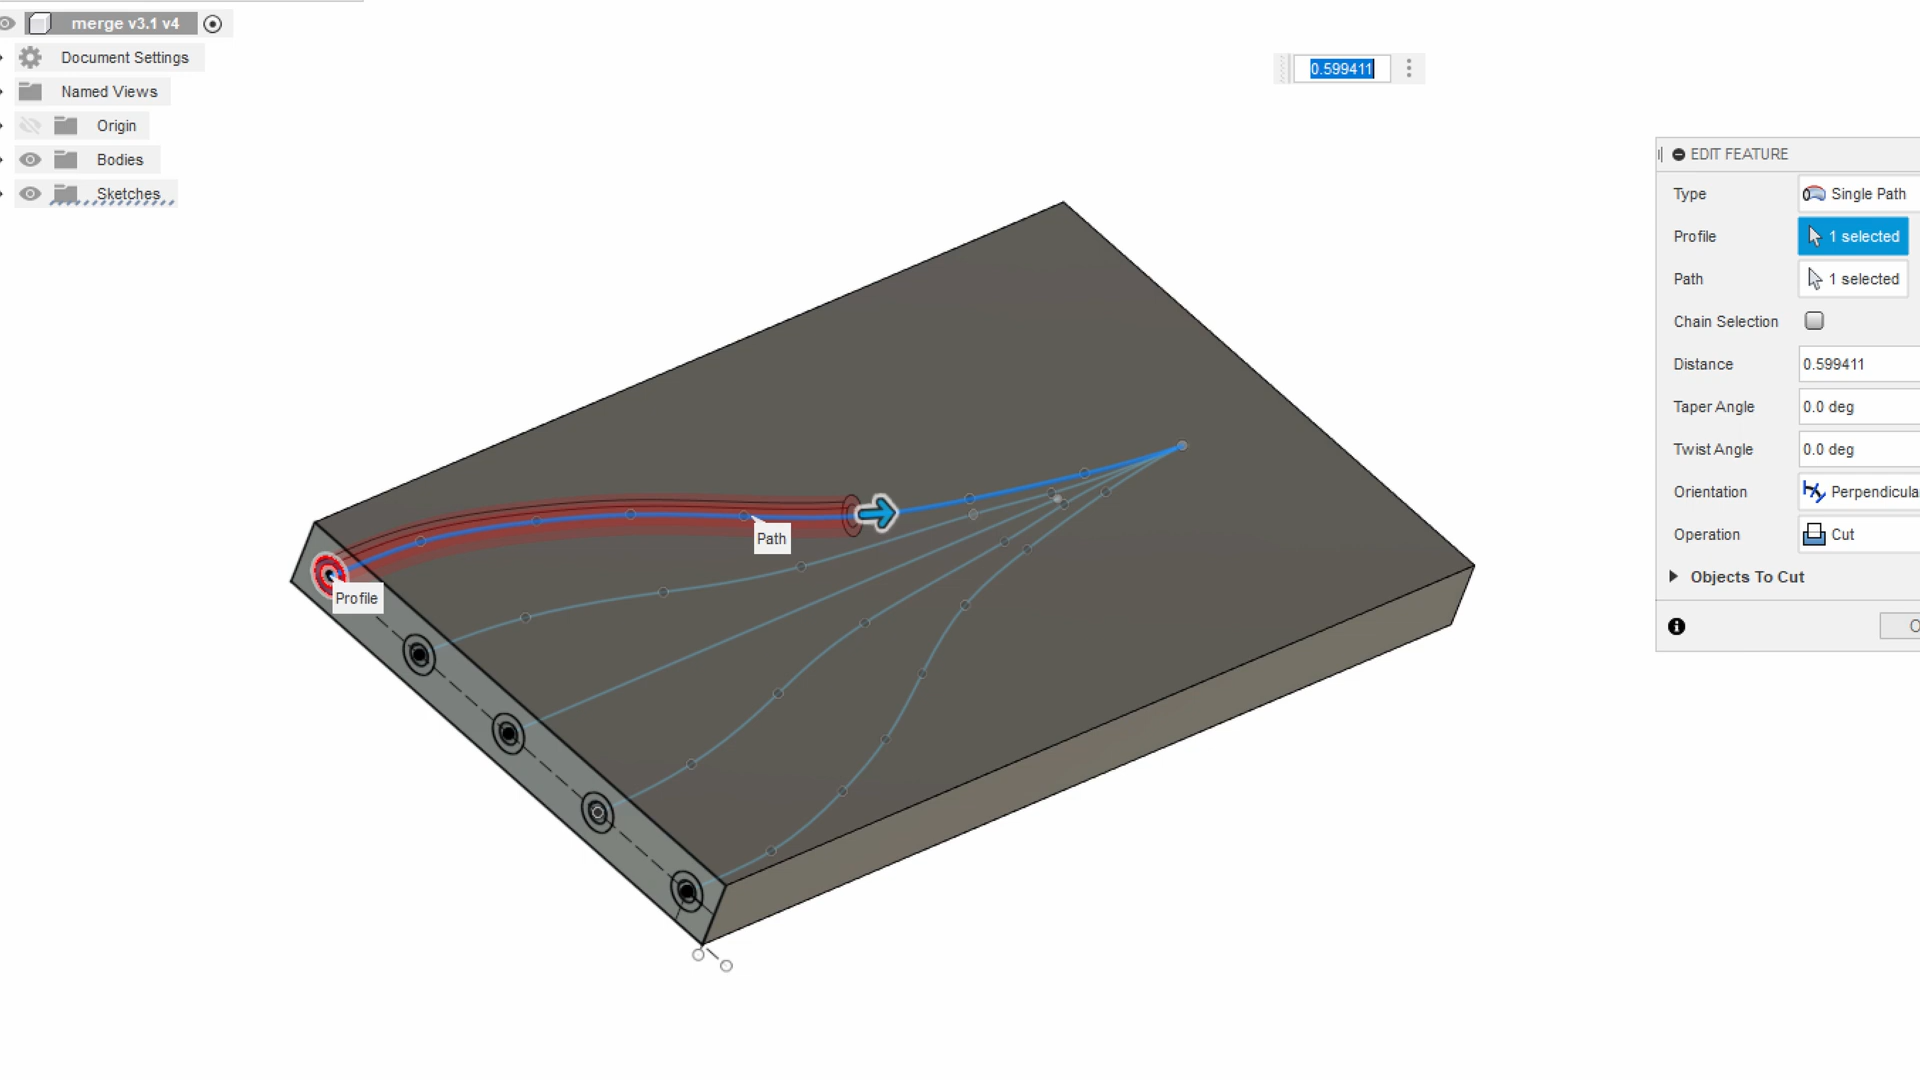 merge v3.1 v4
Document Settings
Named Views
Origin
Bodies
Sketches
0.599411
EDIT FEATURE
Type
Single Path
Profile
1 selected
Path
1 selected
Chain Selection
Distance
0.599411
Taper Angle
0.0 deg
Twist Angle
0.0 deg
Orientation
Perpendicula
Operation
Cut
Objects To Cut
O
Path
Profile